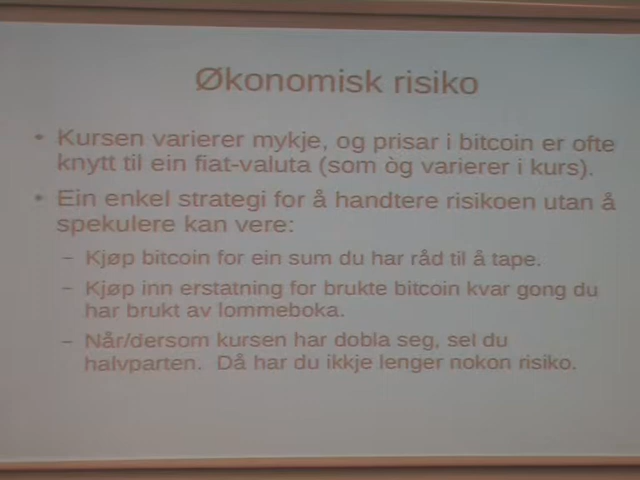 Økonomisk risiko
• Kursen varierer mykje, og prisar i bitcoin er ofte
knytt til ein fiat-valuta (som òg varierer i kurs).
• Ein enkel strategi for å handtere risikoen utan å
spekulere kan vere:
– Kjøp bitcoin for ein sum du har råd til å tape.
– Kjøp inn erstatning for brukte bitcoin kvar gong du
har brukt av lommeboka.
– Når/dersom kursen har dobla seg, sel du
halvparten. Då har du ikkje lenger nokon risiko.